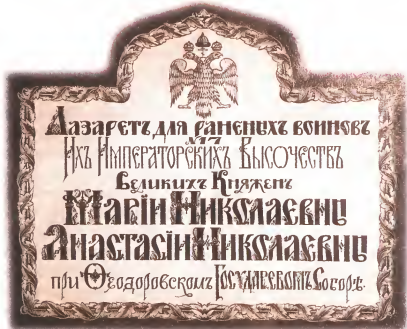 Лазаретъ для раненыхъ воиновъ
№17
Ихъ Императорскихъ Высочествъ
Великихъ Княженъ
Маріи Николаевны
Анастасіи Николаевны
при Ѳеодоровскомъ Государевомъ Соборѣ.